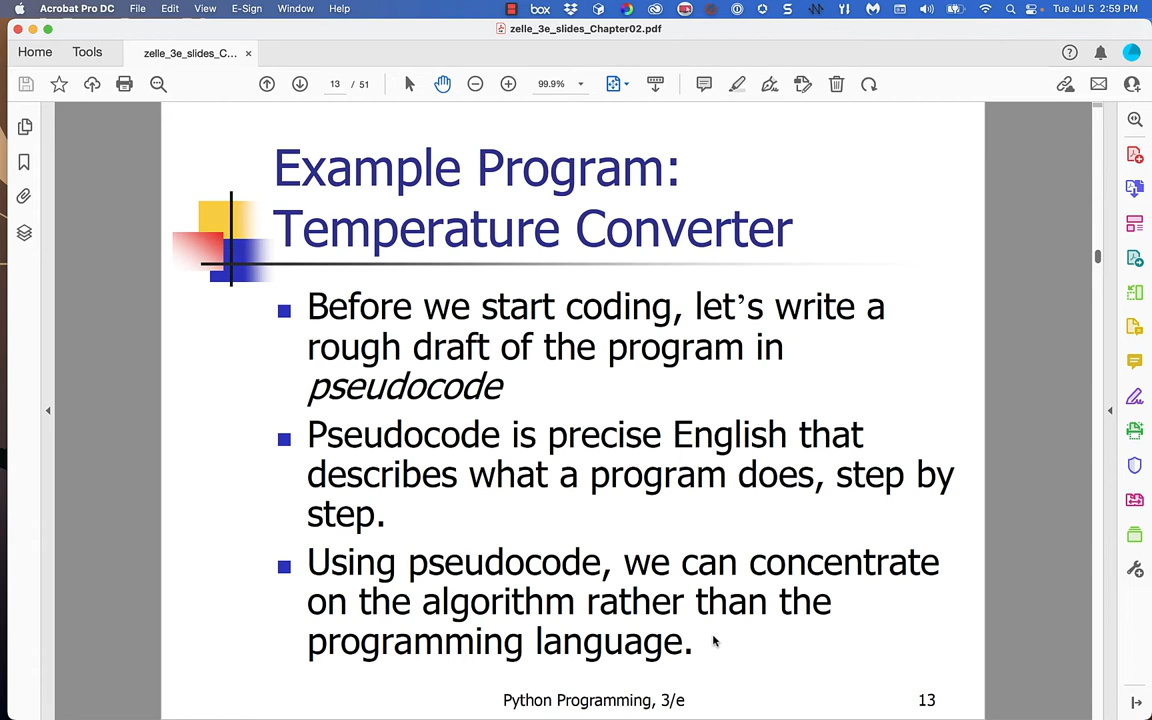 Acrobat Pro DC File Edit View E-Sign Window Help box Tue Jul 5 2:59 PM
zelle_3e_slides_Chapter02.pdf
Home Tools zelle_3e_slides_C... ×
13 / 51 99.9%
Example Program:
Temperature Converter
Before we start coding, let’s write a
rough draft of the program in
pseudocode
Pseudocode is precise English that
describes what a program does, step by
step.
Using pseudocode, we can concentrate
on the algorithm rather than the
programming language.
Python Programming, 3/e 13